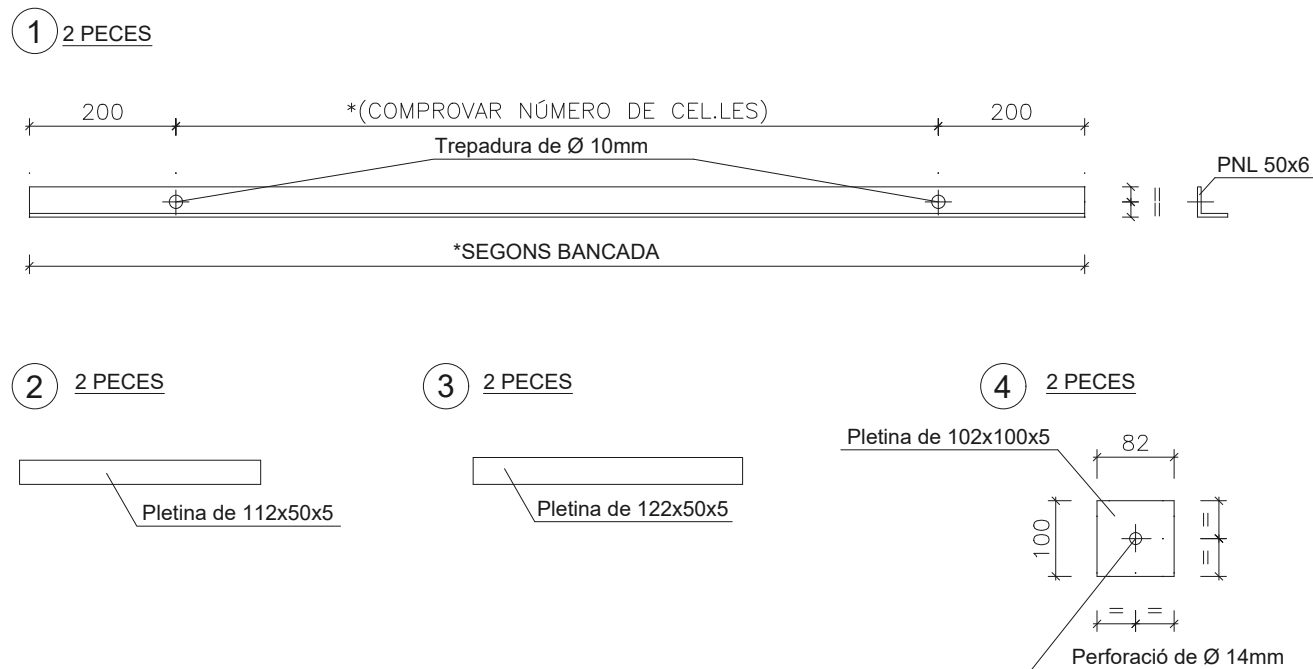 1 2 PECES
200 *(COMPROVAR NÚMERO DE CEL.LES) 200
Trepadura de Ø 10mm
PNL 50x6
=
=
*SEGONS BANCADA
2 2 PECES
3 2 PECES
4 2 PECES
Pletina de 112x50x5
Pletina de 122x50x5
Pletina de 102x100x5
82
100
=
=
= =
Perforació de Ø 14mm